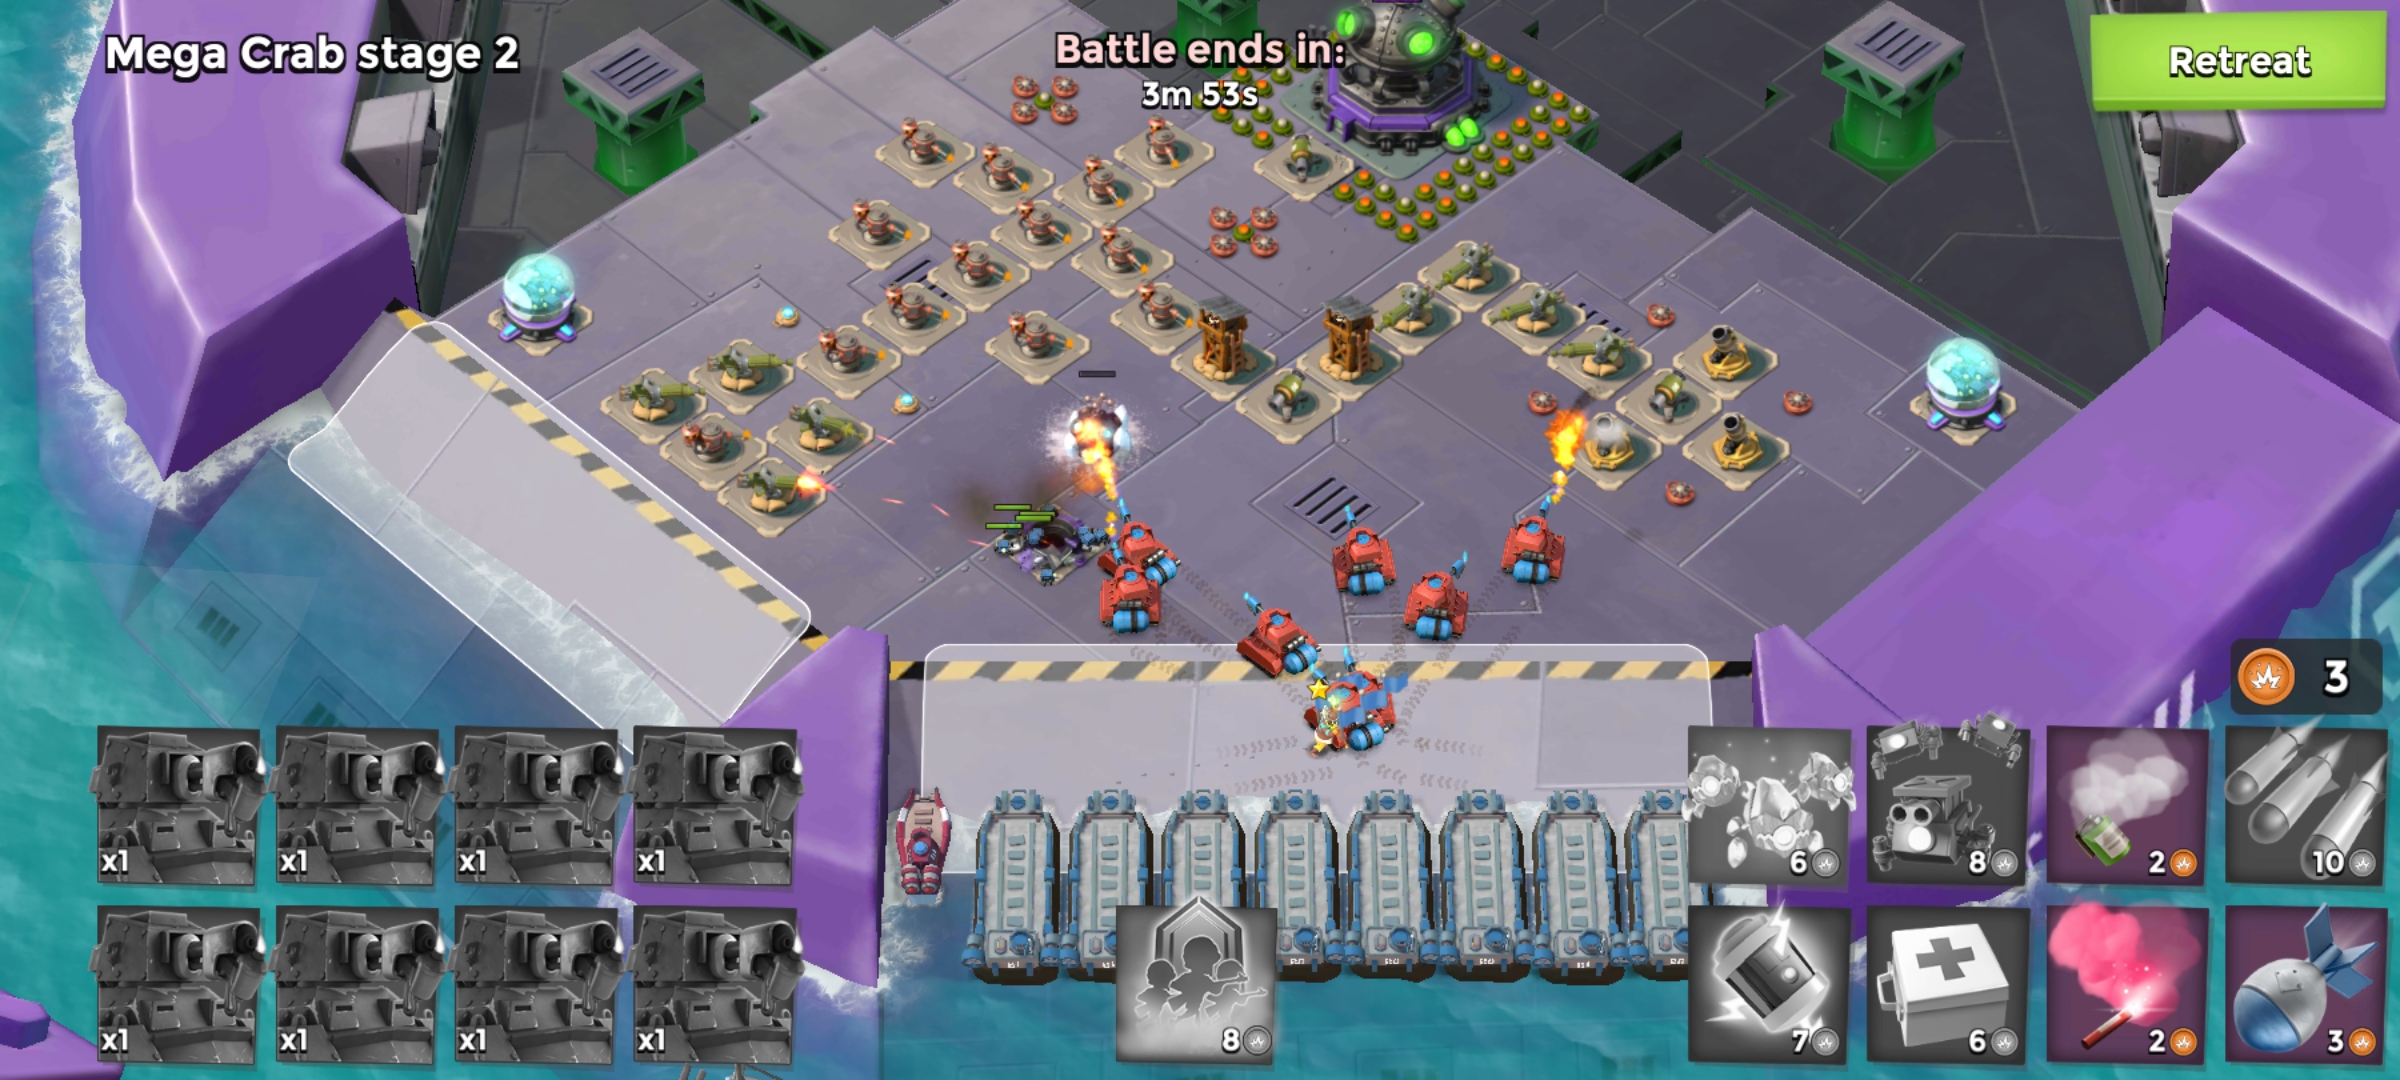 Mega Crab stage 2
Battle ends in:
3m 53s
Retreat
3
x1
x1
x1
x1
6
8
2
10
x1
x1
x1
x1
8
7
6
2
3